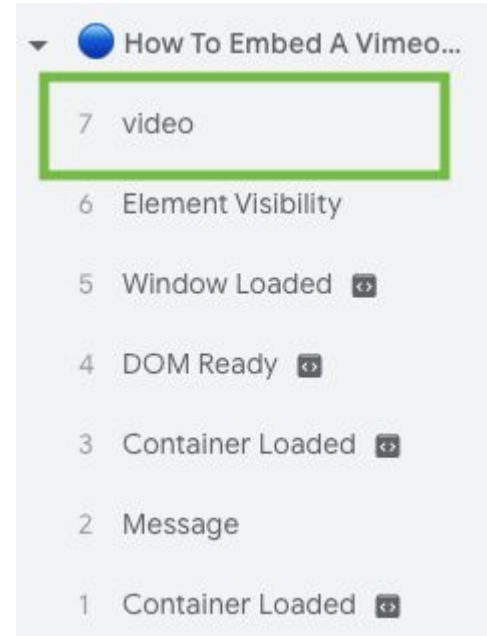 How To Embed A Vimeo...
7 video
6 Element Visibility
5 Window Loaded
4 DOM Ready
3 Container Loaded
2 Message
1 Container Loaded